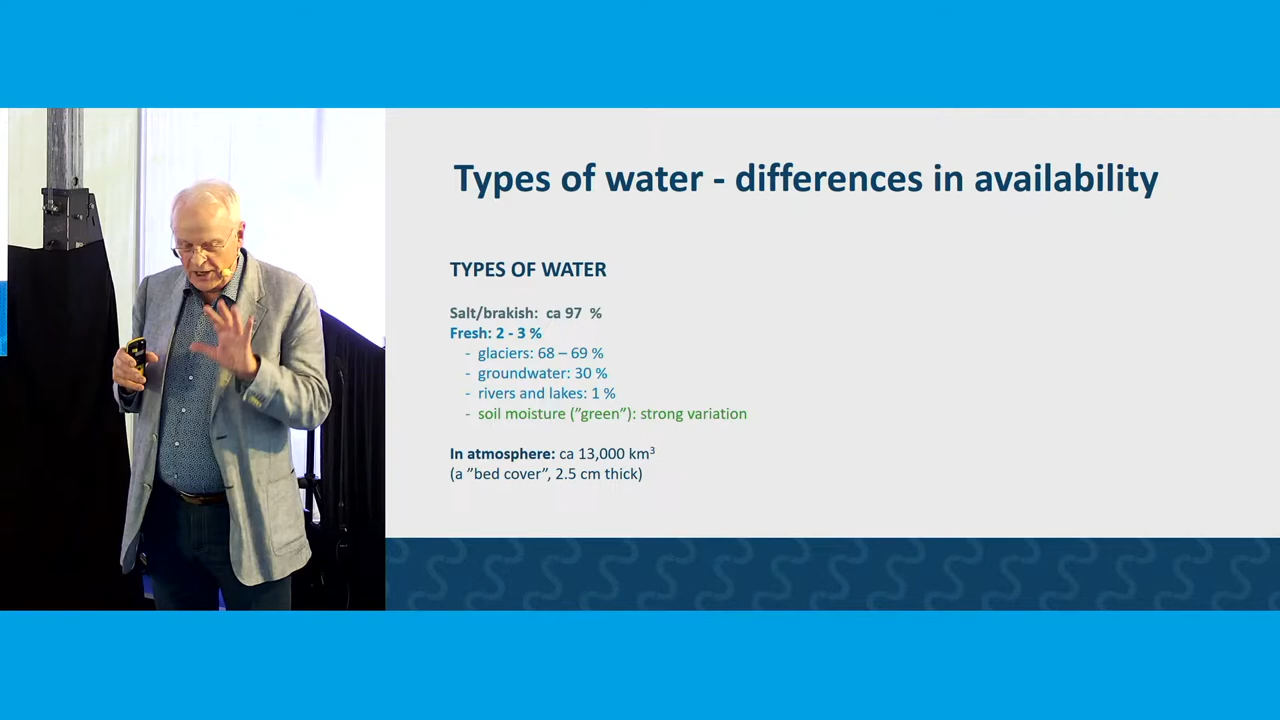 Types of water - differences in availability
TYPES OF WATER
Salt/brakish: ca 97 %
Fresh: 2 - 3 %
- glaciers: 68 – 69 %
- groundwater: 30 %
- rivers and lakes: 1 %
- soil moisture (”green”): strong variation
In atmosphere: ca 13,000 km³
(a ”bed cover”, 2.5 cm thick)